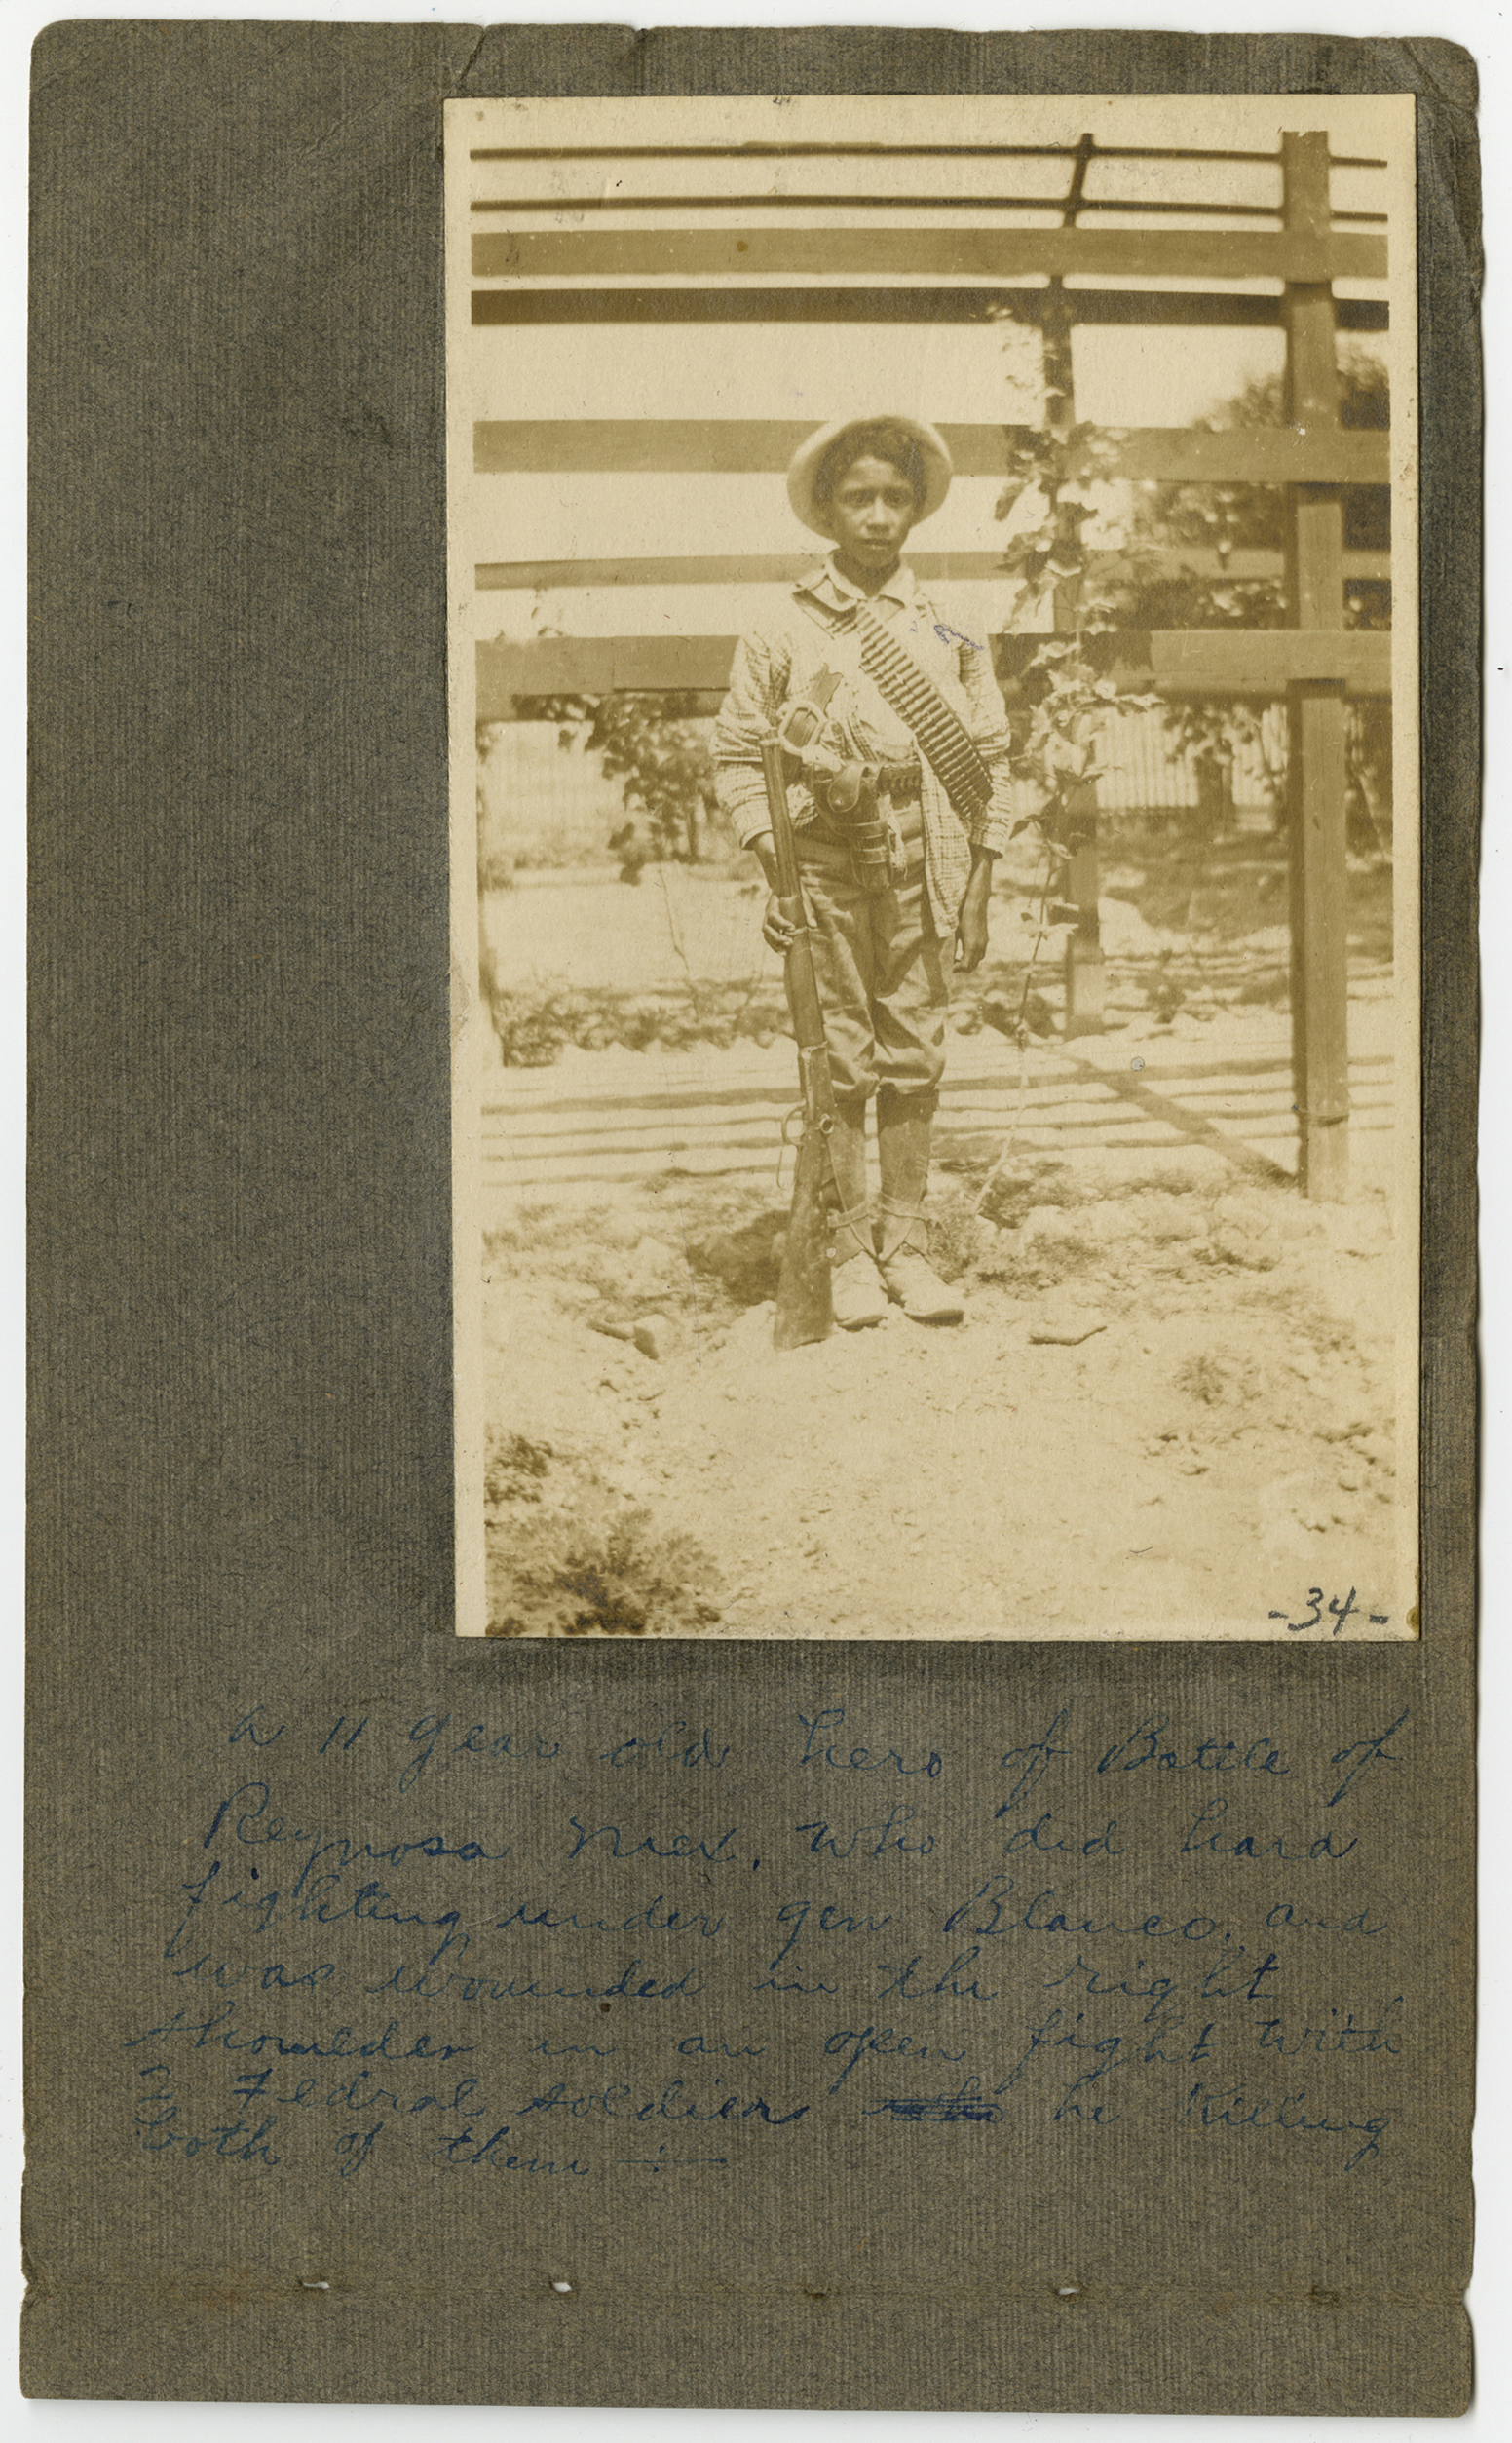 -34-
a 11 year old hero of Battle of
Reynosa Mex. who did hard
fighting under gen Blanco. and
was wounded in the right
shoulder in an open fight with
2 Fedral soldiers he killing
both of them